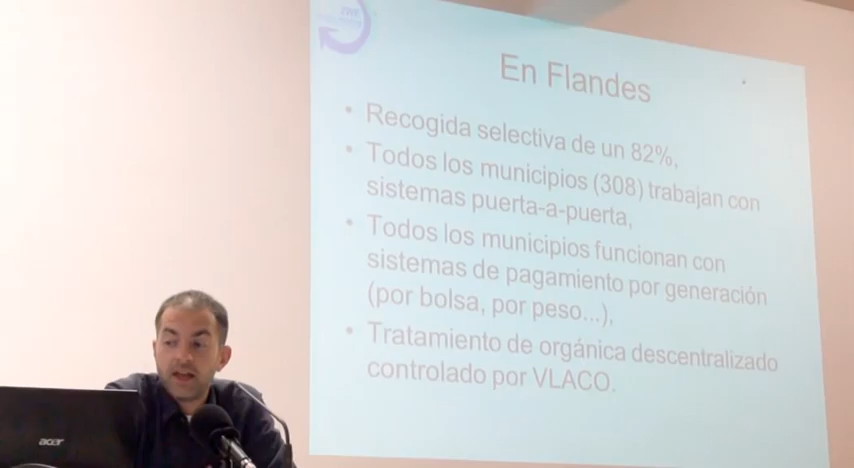 En Flandes
• Recogida selectiva de un 82%,
• Todos los municipios (308) trabajan con
sistemas puerta-a-puerta,
• Todos los municipios funcionan con
sistemas de pagamiento por generación
(por bolsa, por peso...),
• Tratamiento de orgánica descentralizado
controlado por VLACO.
acer